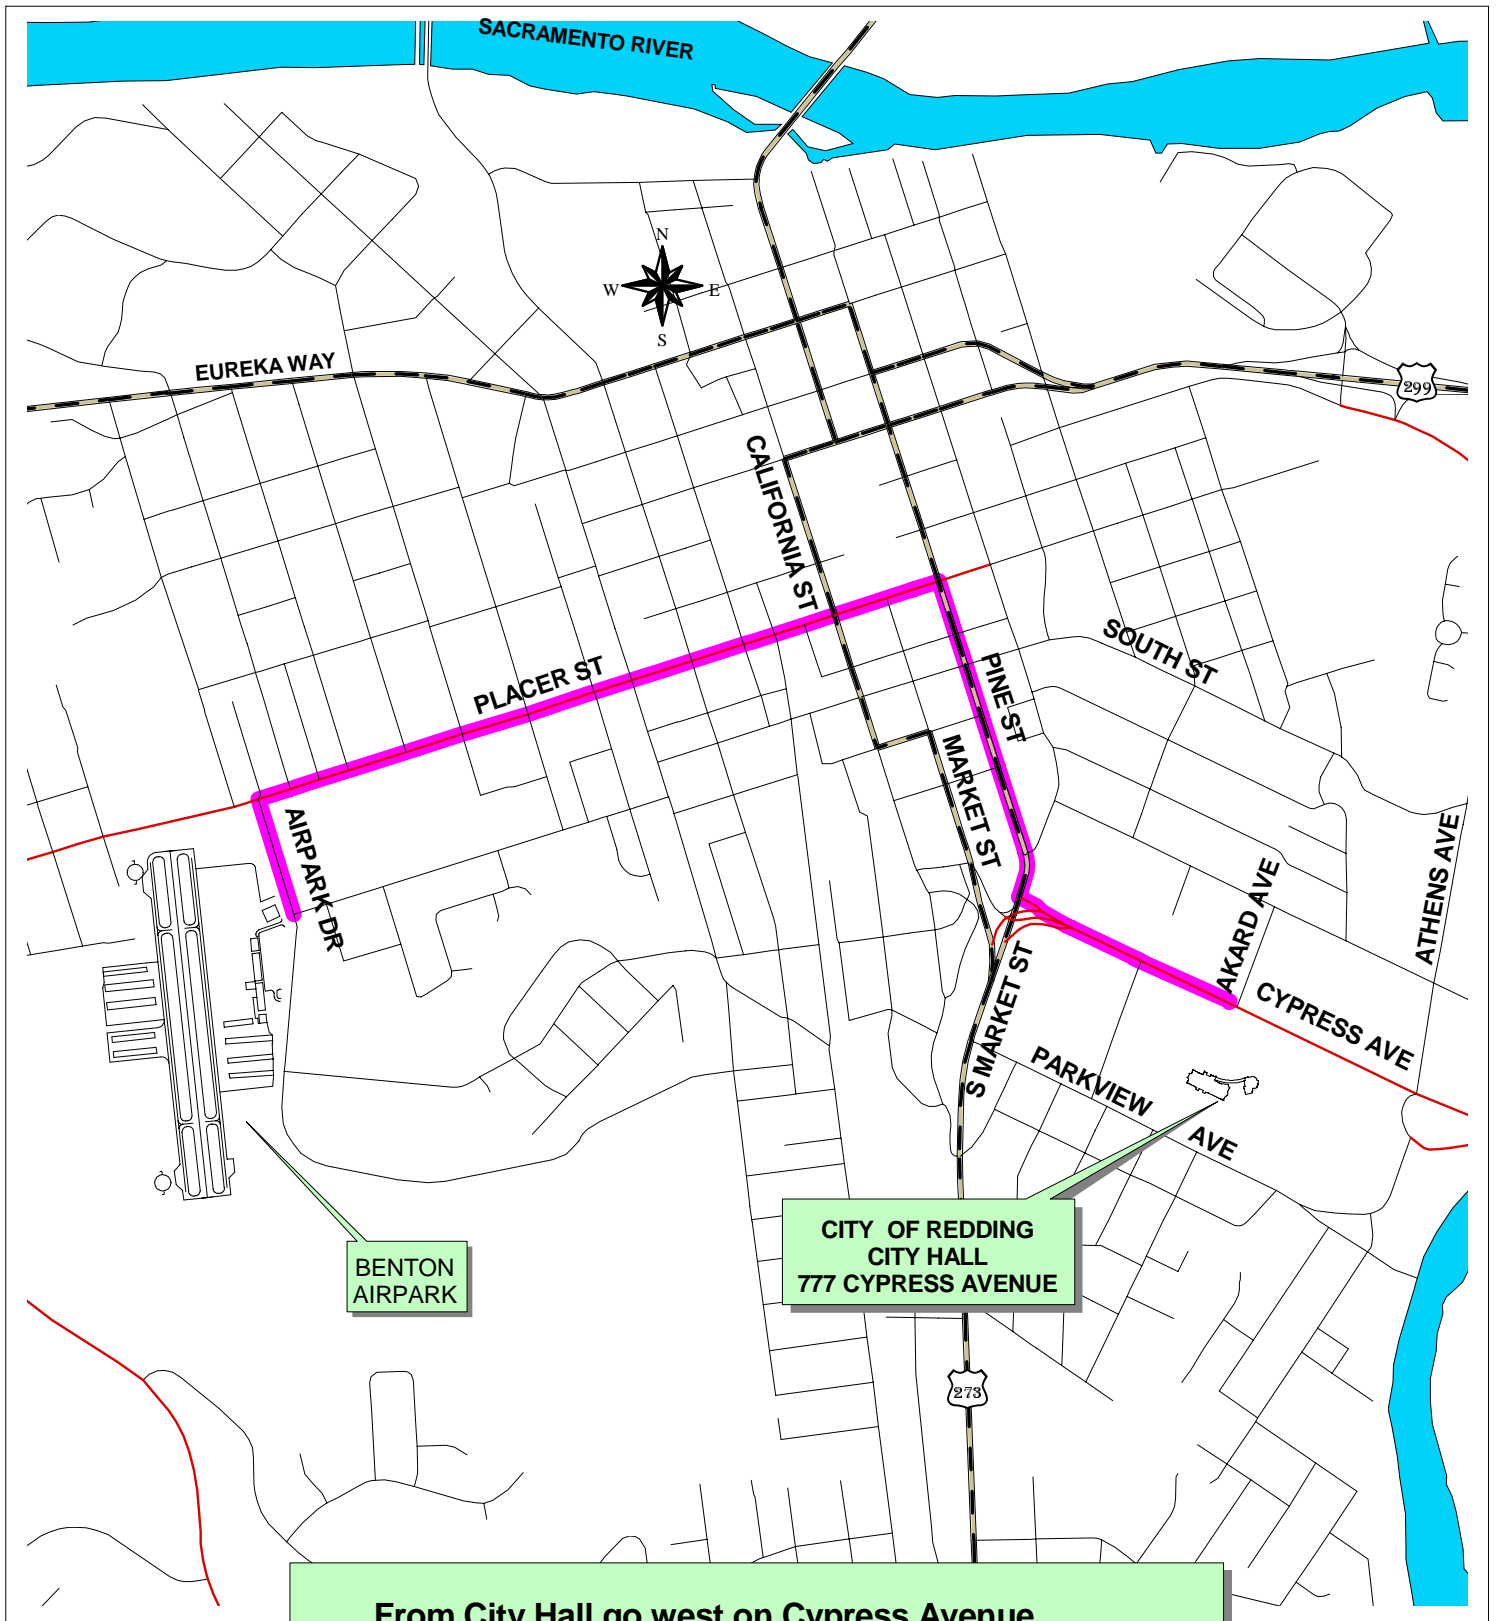 SACRAMENTO RIVER
N
W E
S
EUREKA WAY
299
CALIFORNIA ST
SOUTH ST
PLACER ST
PINE ST
MARKET ST
AIRPARK DR
ATHENS AVE
AKARD AVE
CYPRESS AVE
S MARKET ST
PARKVIEW AVE
CITY OF REDDING
CITY HALL
777 CYPRESS AVENUE
BENTON
AIRPARK
273
From City Hall go west on Cypress Avenue